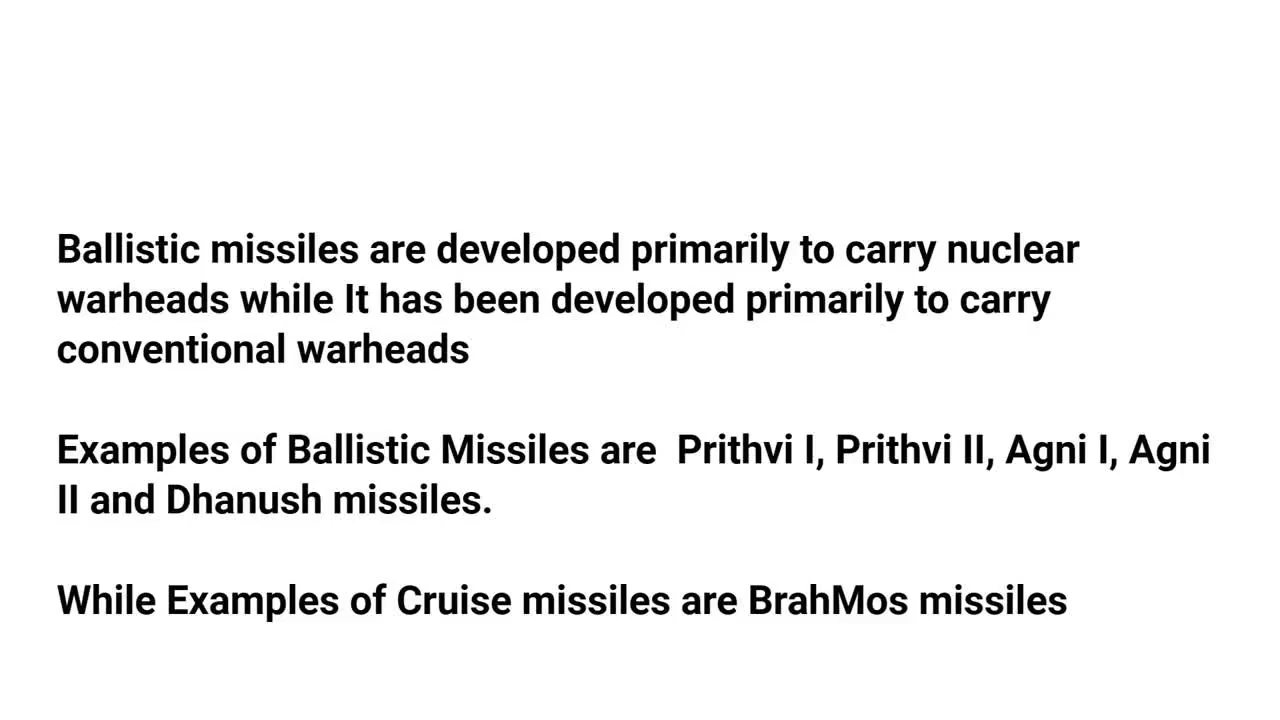 Ballistic missiles are developed primarily to carry nuclear
warheads while It has been developed primarily to carry
conventional warheads
Examples of Ballistic Missiles are  Prithvi I, Prithvi II, Agni I, Agni
II and Dhanush missiles.
While Examples of Cruise missiles are BrahMos missiles